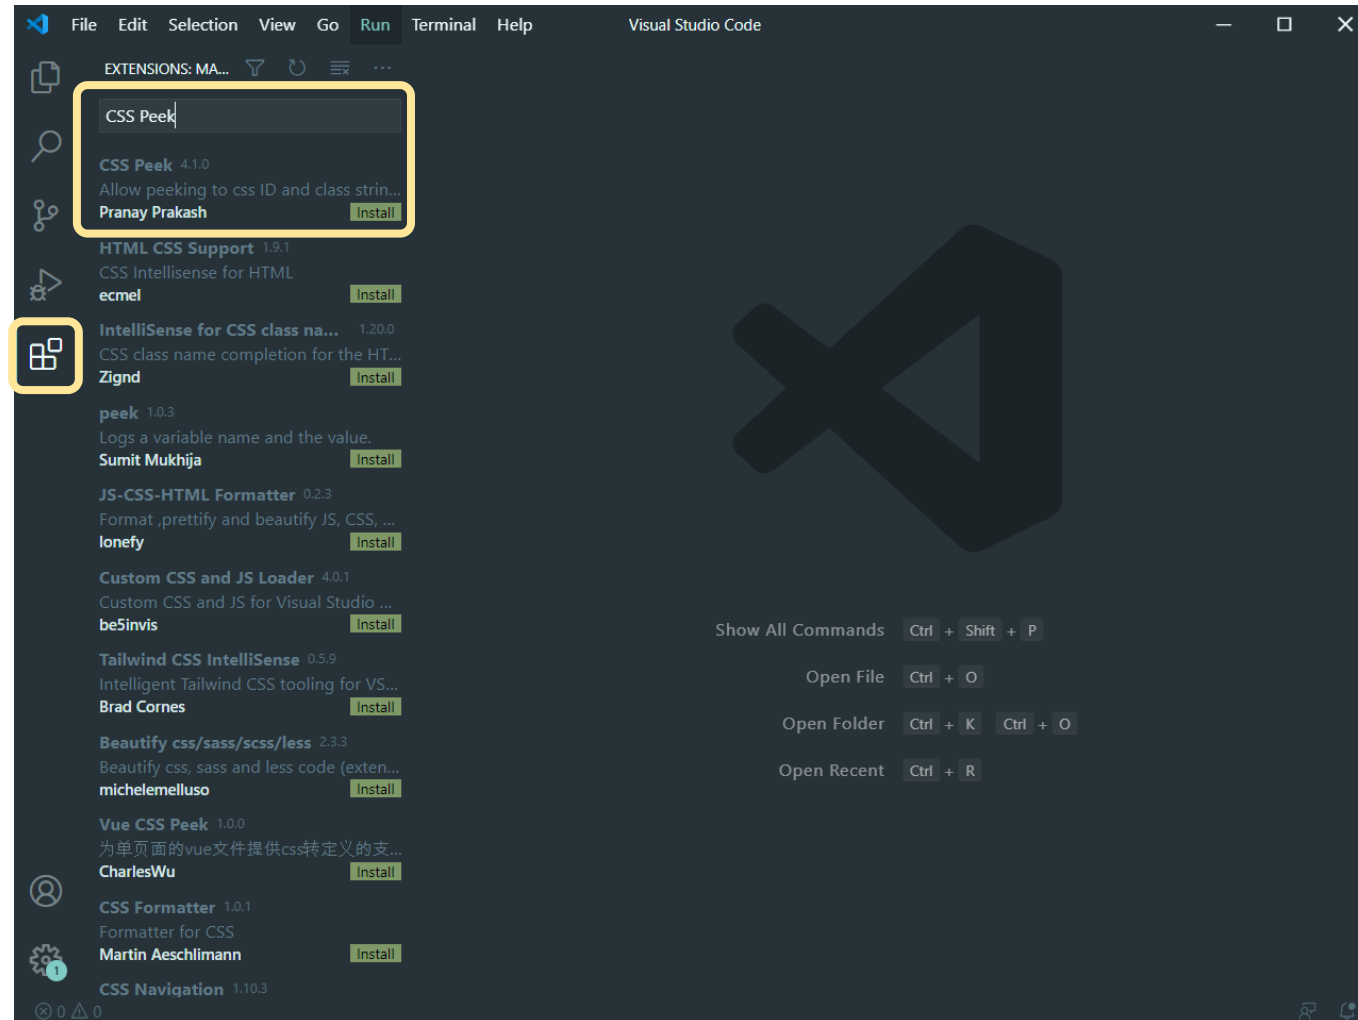 File Edit Selection View Go Run Terminal Help Visual Studio Code
EXTENSIONS: MA...
CSS Peek
CSS Peek 4.1.0
Allow peeking to css ID and class strin...
Pranay Prakash Install
HTML CSS Support 1.9.1
CSS Intellisense for HTML
ecmel Install
IntelliSense for CSS class na... 1.20.0
CSS class name completion for the HT...
Zignd Install
peek 1.0.3
Logs a variable name and the value.
Sumit Mukhija Install
JS-CSS-HTML Formatter 0.2.3
Format ,prettify and beautify JS, CSS, ...
lonefy Install
Custom CSS and JS Loader 4.0.1
Custom CSS and JS for Visual Studio ...
be5invis Install
Tailwind CSS IntelliSense 0.5.9
Intelligent Tailwind CSS tooling for VS...
Brad Cornes Install
Beautify css/sass/scss/less 2.3.3
Beautify css, sass and less code (exten...
michelemelluso Install
Vue CSS Peek 1.0.0
为单页面的vue文件提供css转定义的支...
CharlesWu Install
CSS Formatter 1.0.1
Formatter for CSS
Martin Aeschlimann Install
CSS Navigation 1.10.3
Show All Commands Ctrl + Shift + P
Open File Ctrl + O
Open Folder Ctrl + K Ctrl + O
Open Recent Ctrl + R
1
0 0